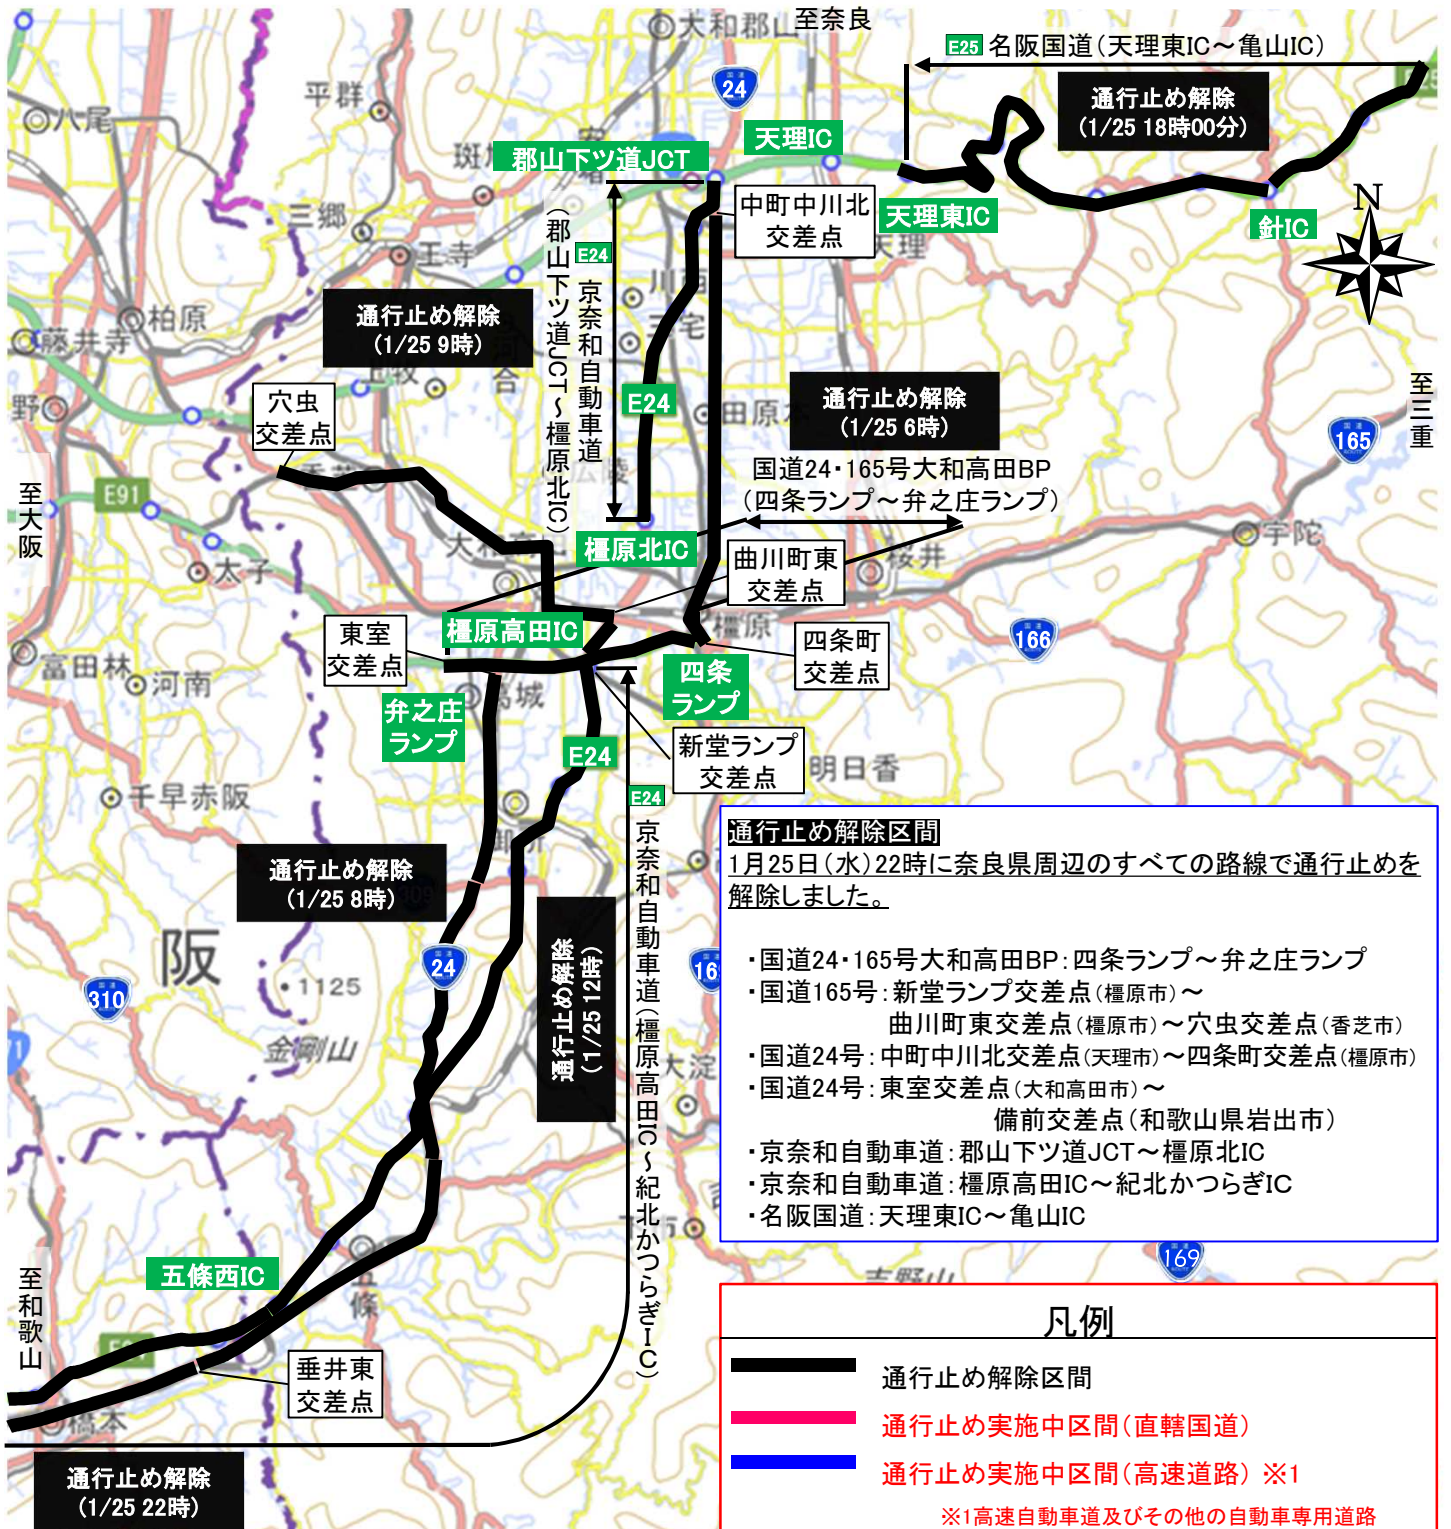 至奈良
大和郡山
E25 名阪国道(天理東IC～亀山IC)
平群
国道
24
通行止め解除
(1/25 18時00分)
八尾
天理IC
郡山下ツ道JCT
中町中川北
交差点
天理東IC
針IC
N
三郷
王寺
天理
E24
京奈和自動車道
(郡山下ツ道JCT～橿原北IC)
柏原
藤井寺
通行止め解除
(1/25 9時)
穴虫
交差点
E24
田原本
通行止め解除
(1/25 6時)
至三重
国道
165
国道24・165号大和高田BP
(四条ランプ～弁之庄ランプ)
至大阪
E91
橿原北IC
曲川町東
交差点
桜井
宇陀
太子
東室
交差点
橿原高田IC
橿原
四条町
交差点
国道
166
富田林
河南
四条
ランプ
弁之庄
ランプ
葛城
E24
新堂ランプ
交差点
明日香
千早赤阪
E24
京奈和自動車道(橿原高田IC～紀北かつらぎIC)
御所
通行止め解除
(1/25 8時)
通行止め解除
(1/25 12時)
阪
国道
24
310
1125
金剛山
大淀
通行止め解除区間
1月25日(水)22時に奈良県周辺のすべての路線で通行止めを
解除しました。
・国道24・165号大和高田BP:四条ランプ～弁之庄ランプ
・国道165号:新堂ランプ交差点(橿原市)～
曲川町東交差点(橿原市)～穴虫交差点(香芝市)
・国道24号:中町中川北交差点(天理市)～四条町交差点(橿原市)
・国道24号:東室交差点(大和高田市)～
備前交差点(和歌山県岩出市)
・京奈和自動車道:郡山下ツ道JCT～橿原北IC
・京奈和自動車道:橿原高田IC～紀北かつらぎIC
・名阪国道:天理東IC～亀山IC
国道
169
吉野山
五條西IC
五條
至和歌山
垂井東
交差点
橋本
通行止め解除
(1/25 22時)
凡例
通行止め解除区間
通行止め実施中区間(直轄国道)
通行止め実施中区間(高速道路) ※1
※1高速自動車道及びその他の自動車専用道路